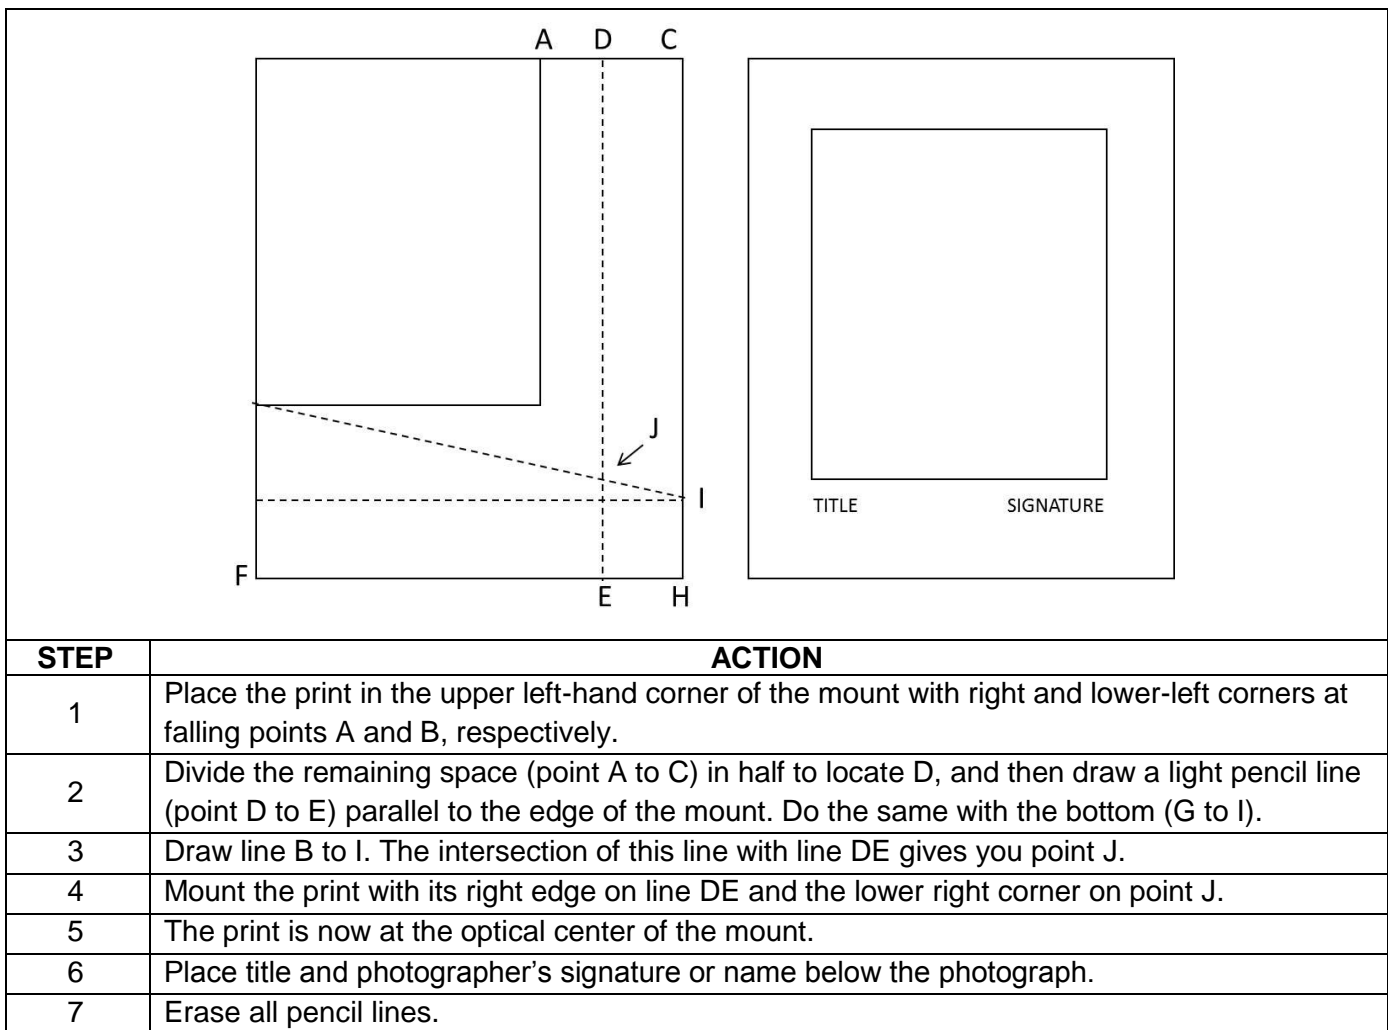 A D C
J
I
F
E H
TITLE SIGNATURE
STEP ACTION
1 Place the print in the upper left-hand corner of the mount with right and lower-left corners at
falling points A and B, respectively.
2 Divide the remaining space (point A to C) in half to locate D, and then draw a light pencil line
(point D to E) parallel to the edge of the mount. Do the same with the bottom (G to I).
3 Draw line B to I. The intersection of this line with line DE gives you point J.
4 Mount the print with its right edge on line DE and the lower right corner on point J.
5 The print is now at the optical center of the mount.
6 Place title and photographer’s signature or name below the photograph.
7 Erase all pencil lines.